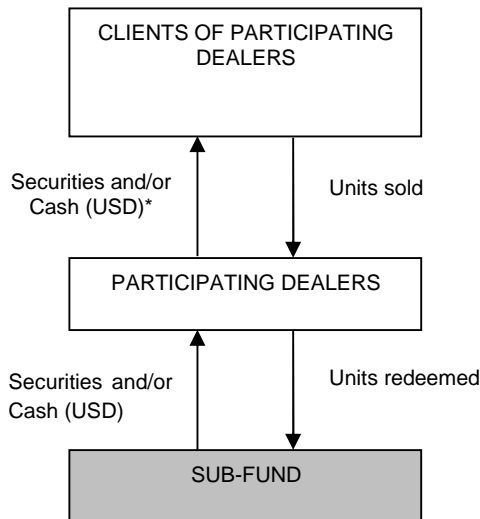 CLIENTS OF PARTICIPATING
DEALERS
Securities and/or
Cash (USD)*
Units sold
PARTICIPATING DEALERS
Securities and/or
Cash (USD)
Units redeemed
SUB-FUND